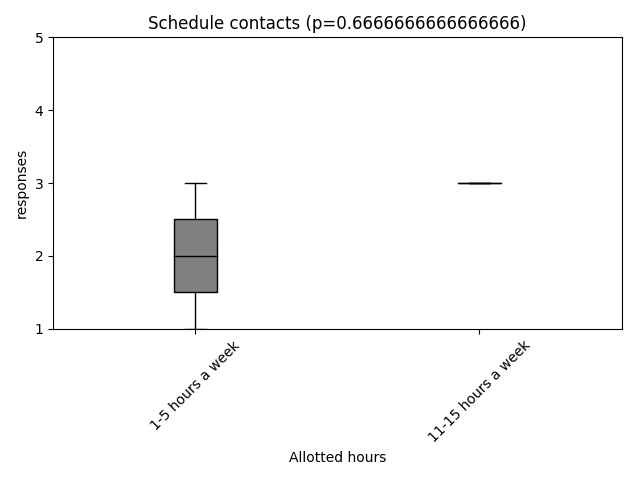 Schedule contacts (p=0.6666666666666666)
5
4
3
2
1
responses
1-5 hours a week
11-15 hours a week
Allotted hours